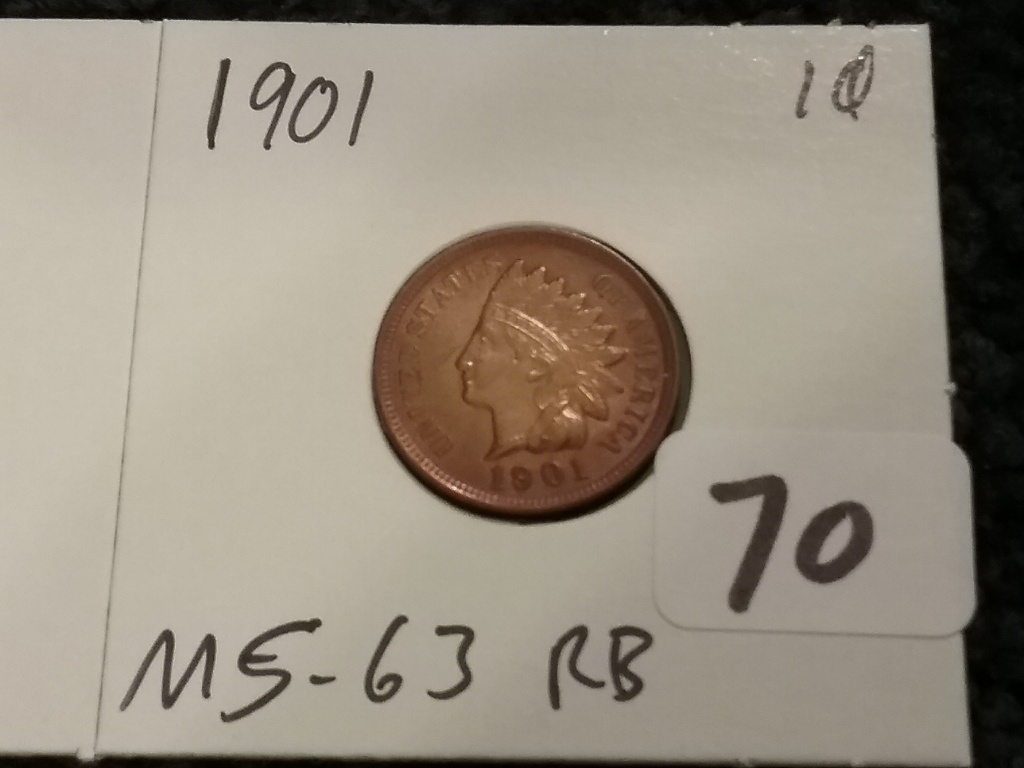 1901 1¢
UNITED STATES OF AMERICA
1901
70
MS-63 RB